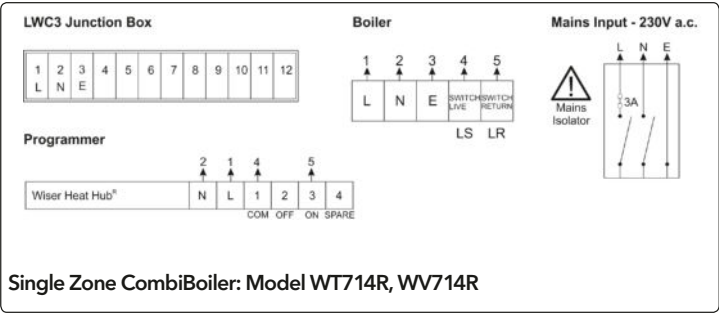 LWC3 Junction Box
1 2 3 4 5 6 7 8 9 10 11 12
L N E
Boiler
1 2 3 4 5
L N E SWITCH LIVE SWITCH RETURN
LS LR
Mains Input - 230V a.c.
L N E
3A
Mains
Isolator
Programmer
2 1 4 5
Wiser Heat Hub® N L 1 2 3 4
COM OFF ON SPARE
Single Zone CombiBoiler: Model WT714R, WV714R